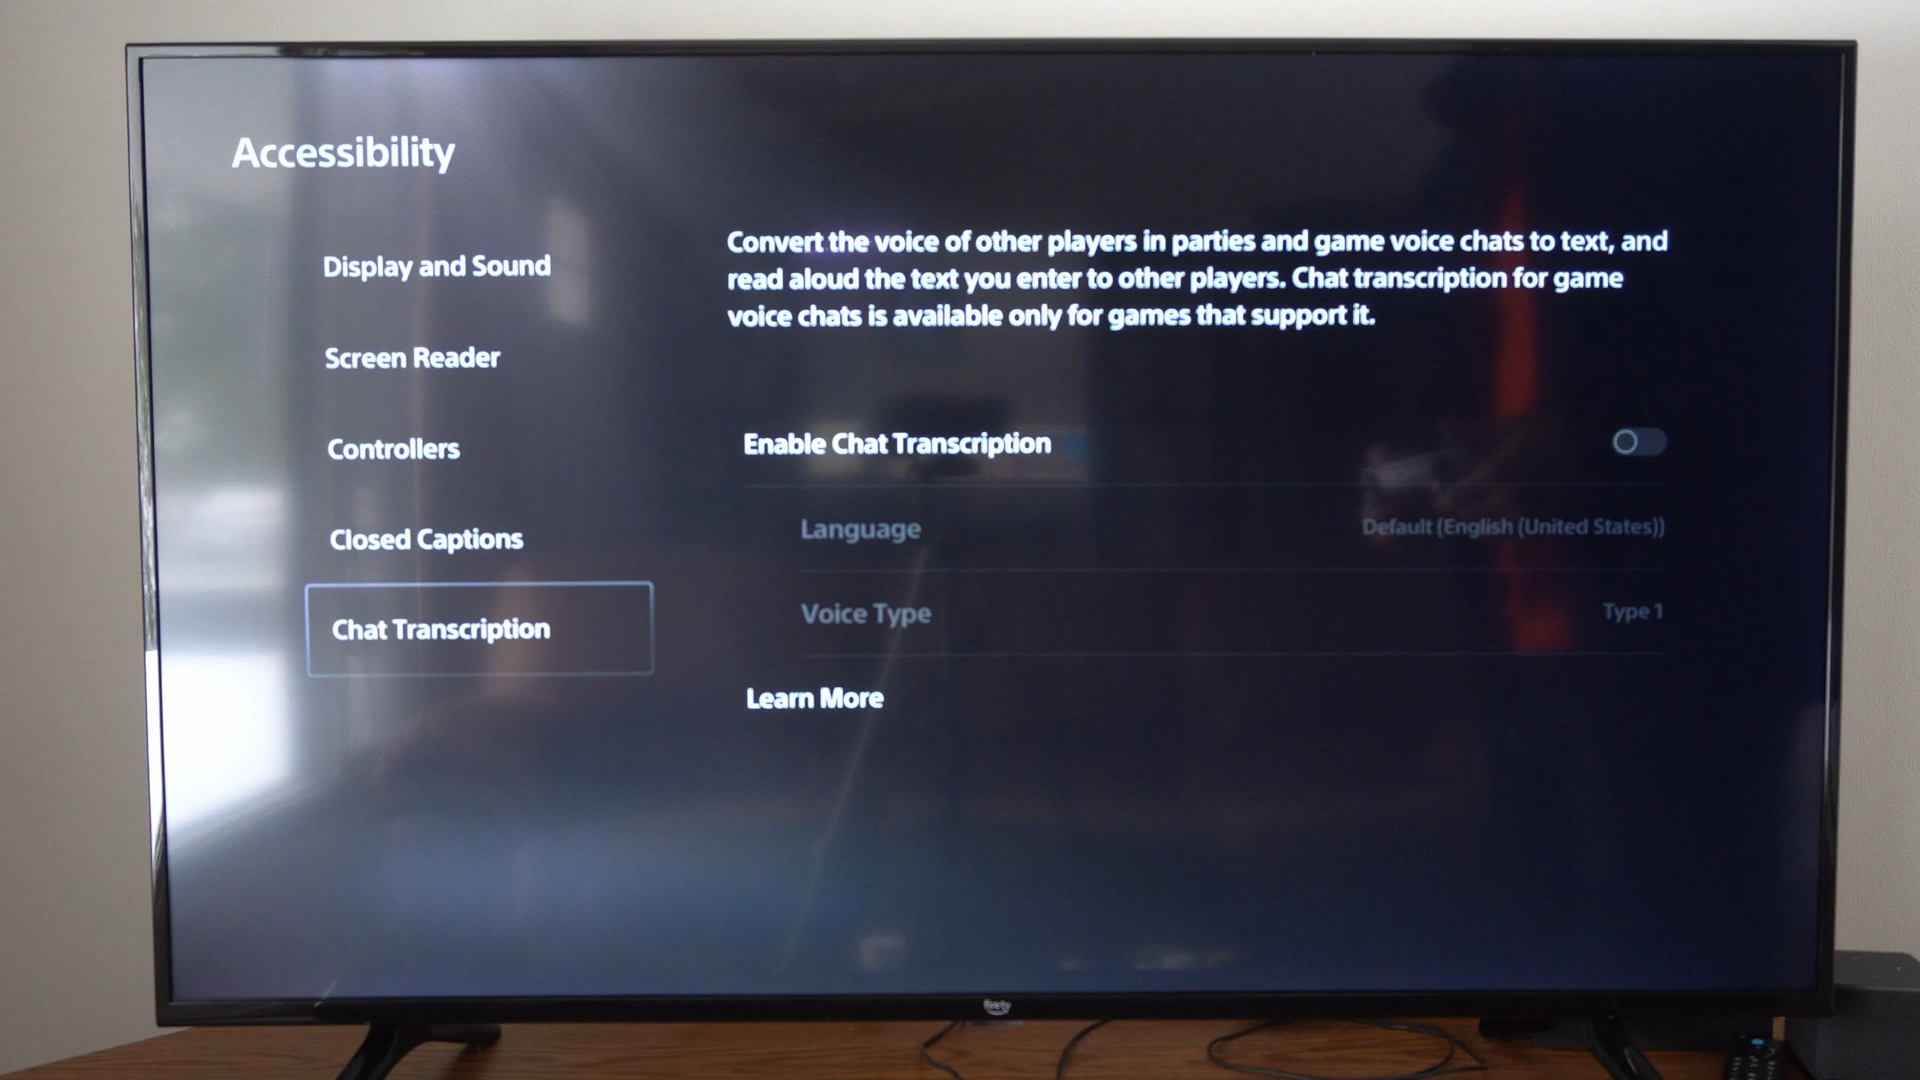 Accessibility
Display and Sound
Screen Reader
Controllers
Closed Captions
Chat Transcription
Convert the voice of other players in parties and game voice chats to text, and
read aloud the text you enter to other players. Chat transcription for game
voice chats is available only for games that support it.
Enable Chat Transcription
Language Default (English (United States))
Voice Type Type 1
Learn More
firetv